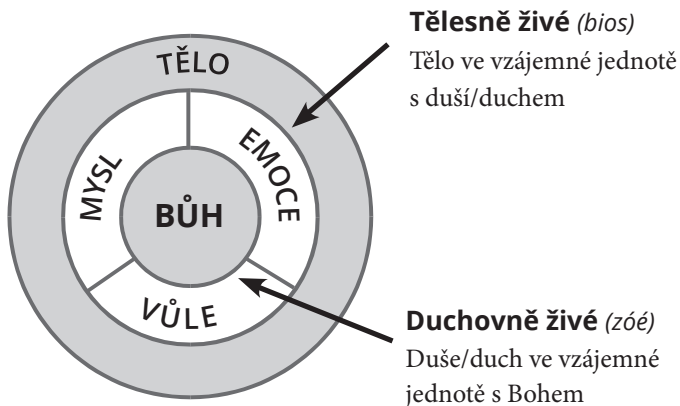 Tělesně živé (bios)
Tělo ve vzájemné jednotě
s duší/duchem
TĚLO
MYSL
EMOCE
BŮH
VŮLE
Duchovně živé (zóé)
Duše/duch ve vzájemné
jednotě s Bohem